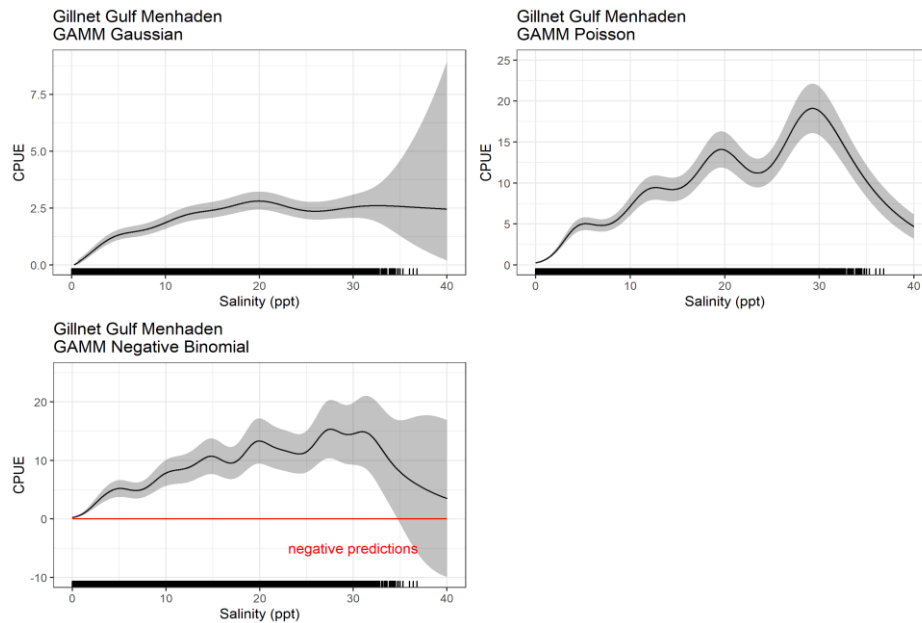 Gillnet Gulf Menhaden
GAMM Gaussian
7.5
5.0
2.5
0.0
CPUE
0 10 20 30 40
Salinity (ppt)
Gillnet Gulf Menhaden
GAMM Poisson
25
20
15
10
5
0
CPUE
0 10 20 30 40
Salinity (ppt)
Gillnet Gulf Menhaden
GAMM Negative Binomial
20
10
0
-10
CPUE
negative predictions
0 10 20 30 40
Salinity (ppt)